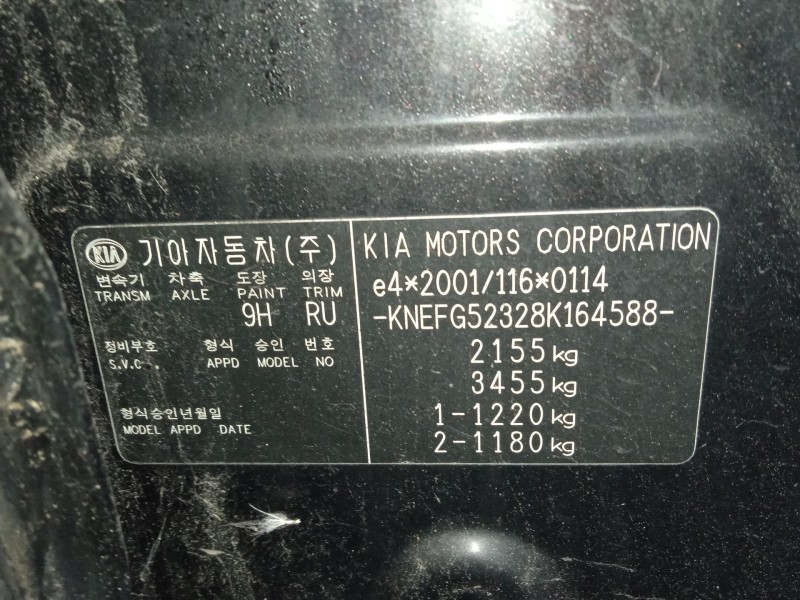 KIA 기아자동차(주)
변속기 차축 도장 의장
TRANSM AXLE PAINT TRIM
9H RU
정비부호 형식 승인 번호
S.V.C.. APPD MODEL NO
형식승인년월일
MODEL APPD DATE
KIA MOTORS CORPORATION
e4*2001/116*0114
-KNEFG52328K164588-
2155kg
3455kg
1-1220kg
2-1180kg